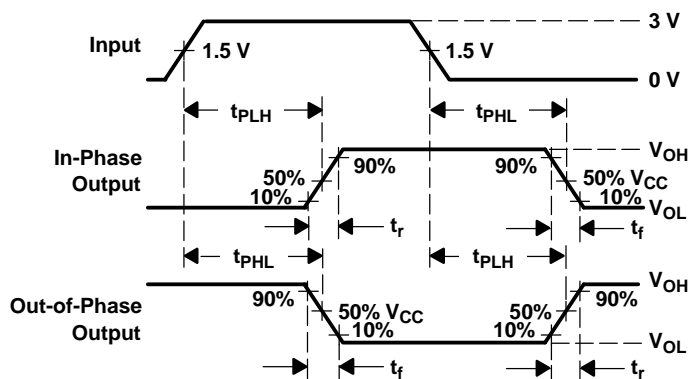 3 V
Input
1.5 V
1.5 V
0 V
tPLH
tPHL
In-Phase
Output
VOH
90%
90%
50%
50% VCC
10%
10%
VOL
tr
tf
tPHL
tPLH
Out-of-Phase
Output
VOH
90%
90%
50% VCC
50%
10%
10%
VOL
tf
tr